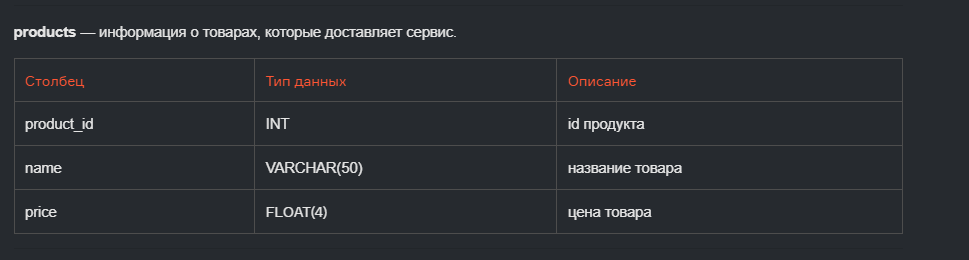 products — информация о товарах, которые доставляет сервис.
Столбец Тип данных Описание
product_id INT id продукта
name VARCHAR(50) название товара
price FLOAT(4) цена товара